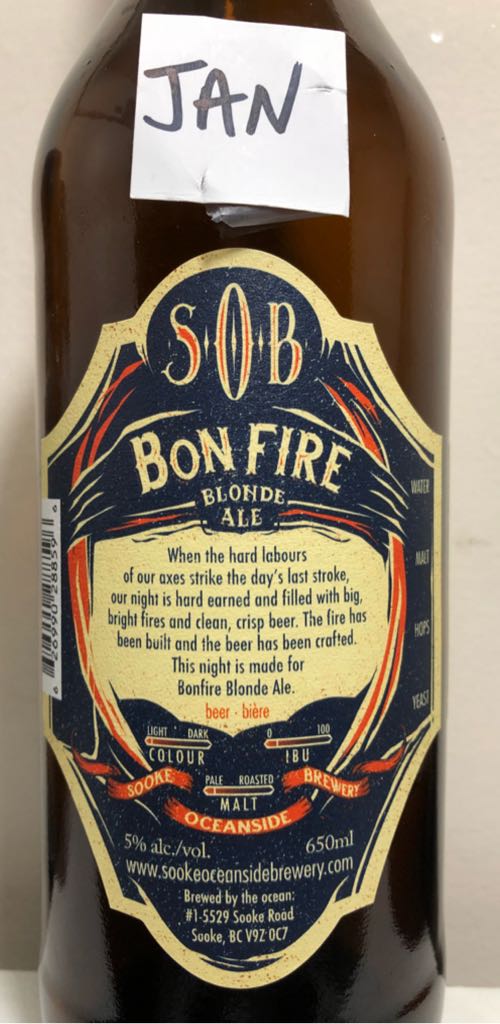 JAN
S·O·B
BON FIRE
BLONDE
ALE
When the hard labours
of our axes strike the day's last stroke,
our night is hard earned and filled with big,
bright fires and clean, crisp beer. The fire has
been built and the beer has been crafted.
This night is made for
Bonfire Blonde Ale.
beer · bière
WATER
MALT
HOPS
YEAST
LIGHT DARK
COLOUR
0 100
IBU
PALE ROASTED
MALT
SOOKE
OCEANSIDE
BREWERY
5% alc./vol. 650ml
www.sookeoceansidebrewery.com
Brewed by the ocean:
#1-5529 Sooke Road
Sooke, BC V9Z 0C7
6 26990 28859 6